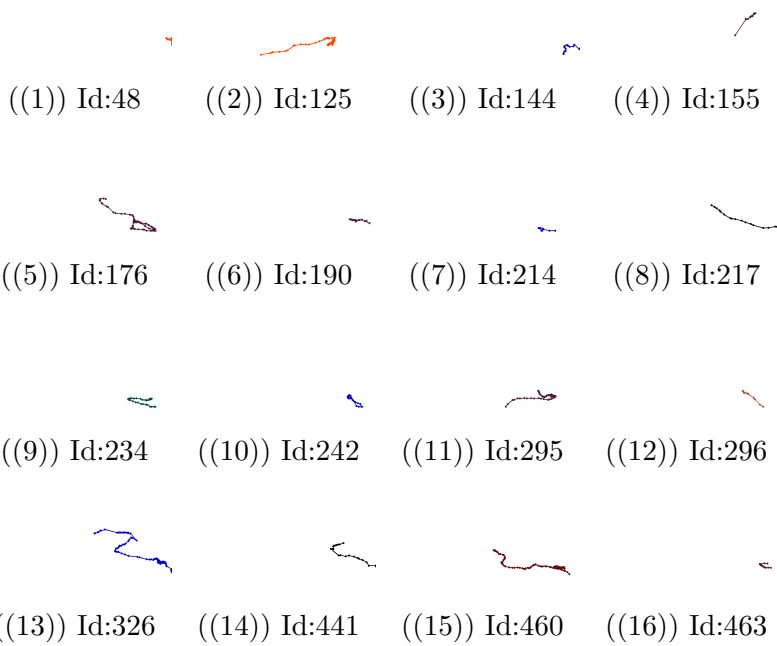 ((1)) Id:48 ((2)) Id:125 ((3)) Id:144 ((4)) Id:155
((5)) Id:176 ((6)) Id:190 ((7)) Id:214 ((8)) Id:217
((9)) Id:234 ((10)) Id:242 ((11)) Id:295 ((12)) Id:296
((13)) Id:326 ((14)) Id:441 ((15)) Id:460 ((16)) Id:463